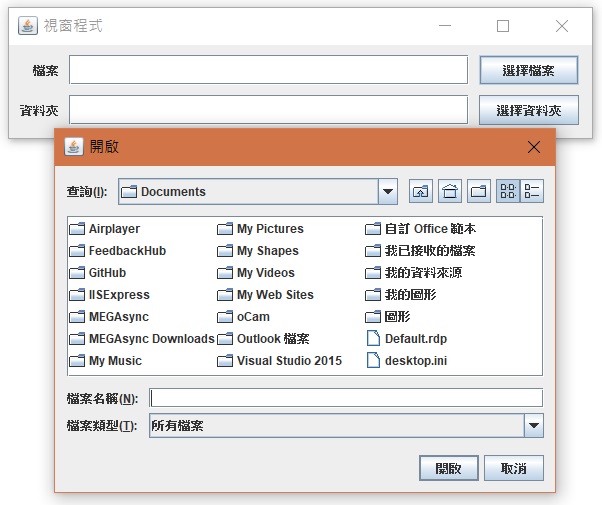 視窗程式
檔案 選擇檔案
資料夾 選擇資料夾
開啟
查詢(I): Documents
Airplayer My Pictures 自訂 Office 範本
FeedbackHub My Shapes 我已接收的檔案
GitHub My Videos 我的資料來源
IISExpress My Web Sites 我的圖形
MEGAsync oCam 圖形
MEGAsync Downloads Outlook 檔案 Default.rdp
My Music Visual Studio 2015 desktop.ini
檔案名稱(N):
檔案類型(T): 所有檔案
開啟 取消